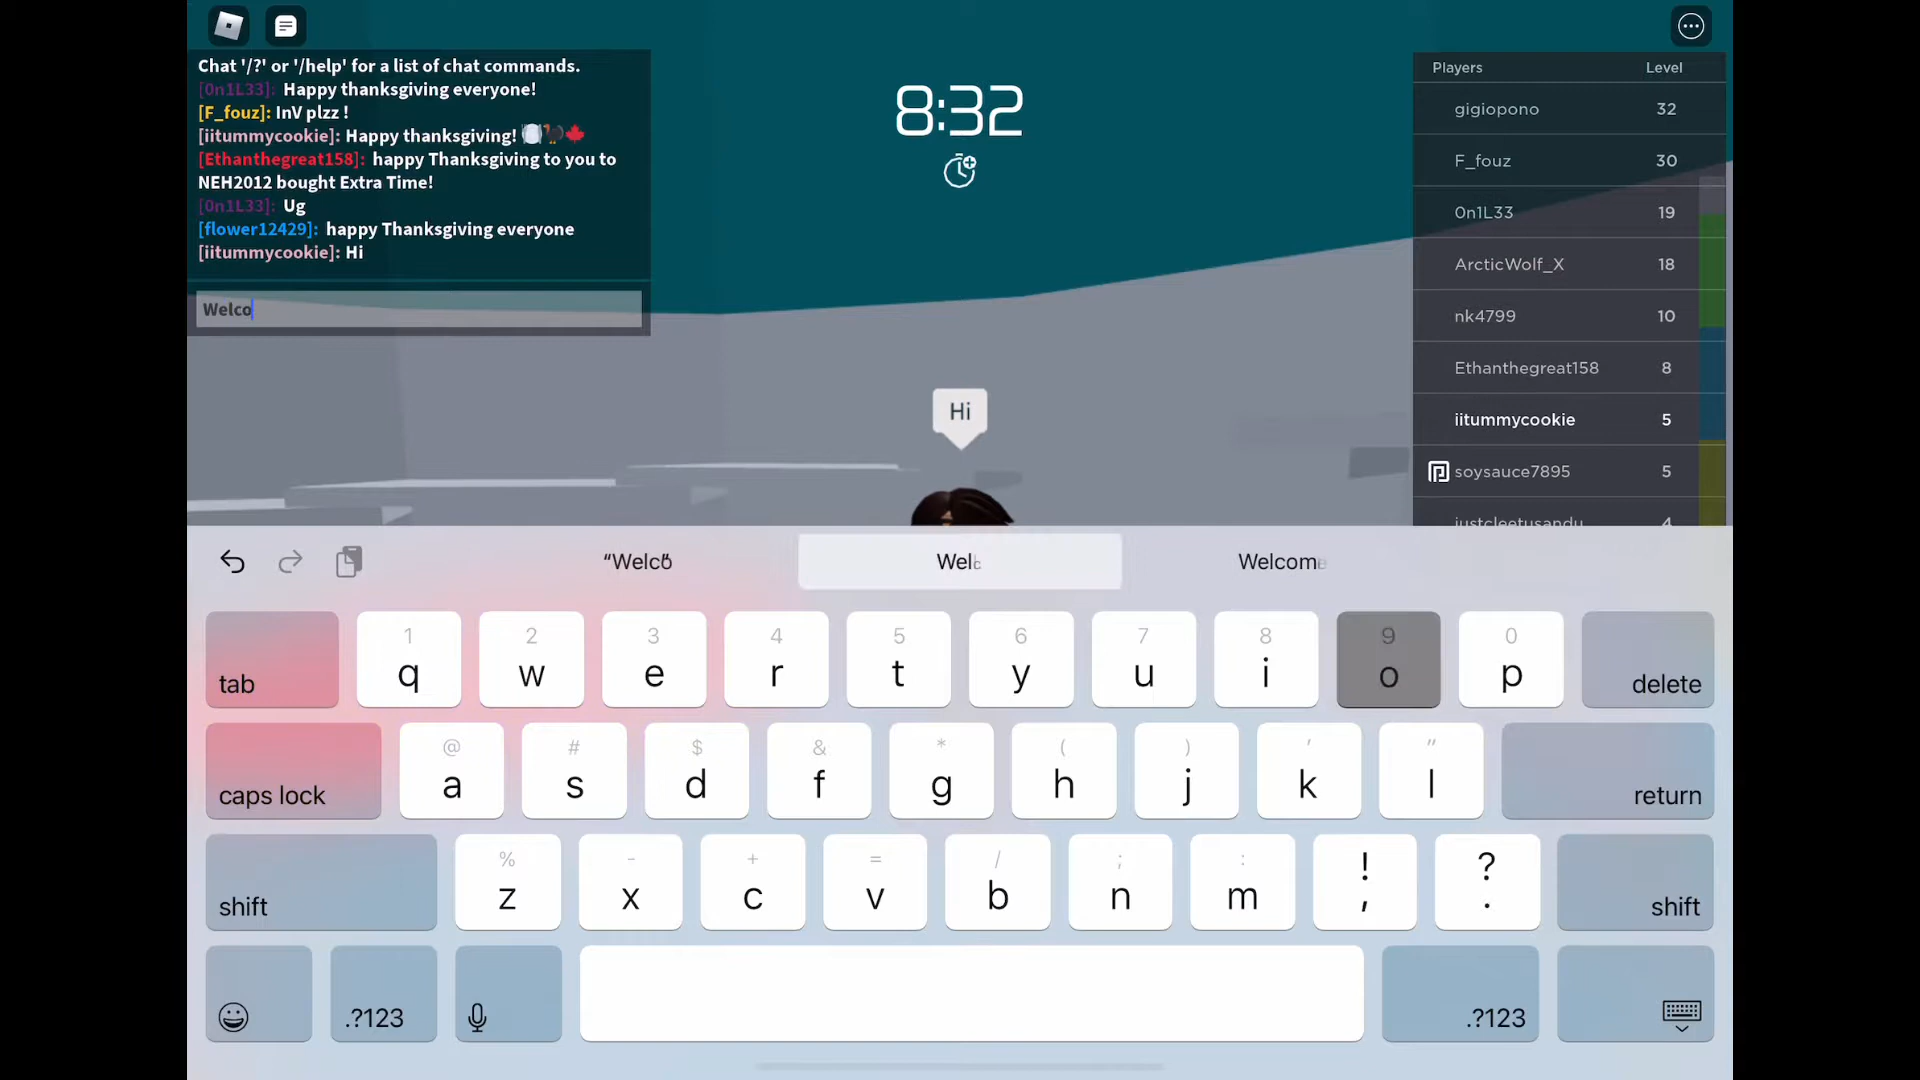 Chat '/?' or '/help' for a list of chat commands.
[0n1L33]: Happy thanksgiving everyone!
[F_fouz]: InV plzz !
[iitummycookie]: Happy thanksgiving! 🍽️🦃🍁
[Ethanthegreat158]: happy Thanksgiving to you to
NEH2012 bought Extra Time!
[0n1L33]: Ug
[flower12429]: happy Thanksgiving everyone
[iitummycookie]: Hi
Welco
8:32
Hi
Players Level
gigiopono 32
F_fouz 30
0n1L33 19
ArcticWolf_X 18
nk4799 10
Ethanthegreat158 8
iitummycookie 5
soysauce7895 5
justcleetusandu 4
“Welco Welc Welcome
1 2 3 4 5 6 7 8 9 0
tab q w e r t y u i o p delete
@ # $ & * ( ) ' "
caps lock a s d f g h j k l return
% - + = / ; : ! ?
shift z x c v b n m , . shift
.?123 .?123